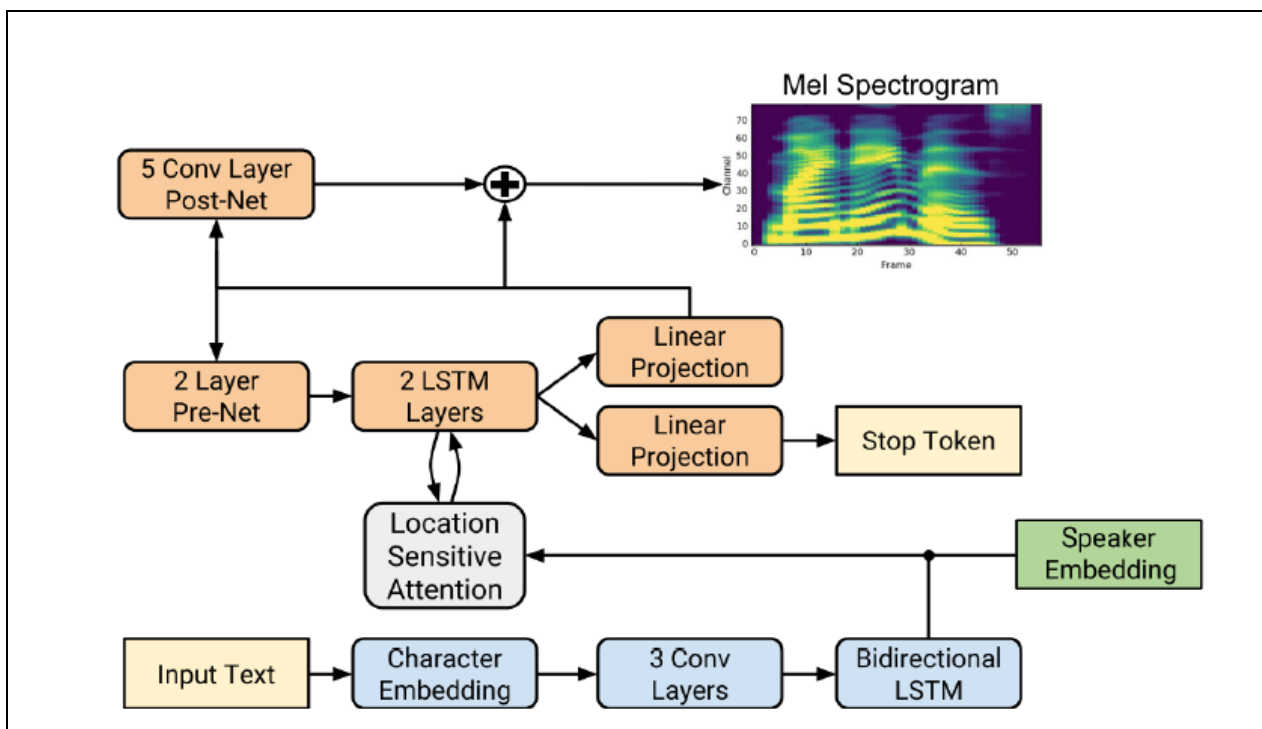 Mel Spectrogram
70
60
50
40
30
20
10
0
Channel
0 10 20 30 40 50
Frame
5 Conv Layer
Post-Net
2 Layer
Pre-Net
2 LSTM
Layers
Linear
Projection
Linear
Projection
Stop Token
Location
Sensitive
Attention
Speaker
Embedding
Input Text
Character
Embedding
3 Conv
Layers
Bidirectional
LSTM